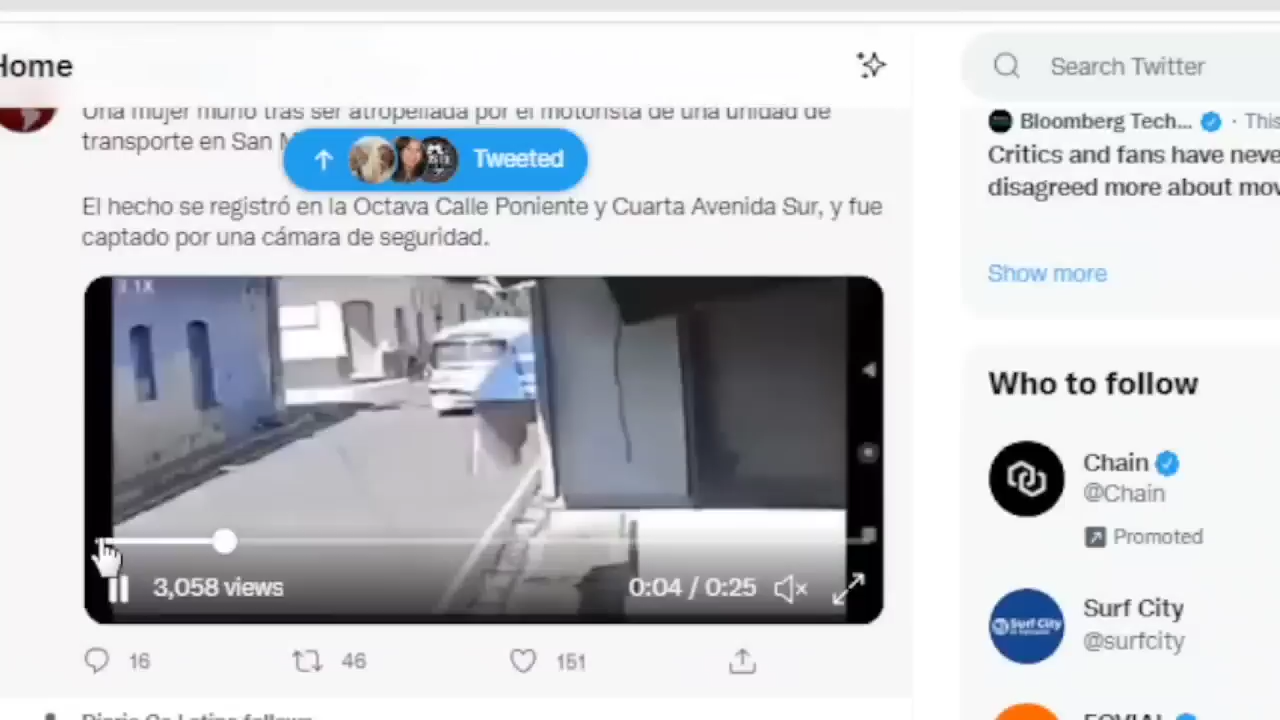 Home
Search Twitter
Una mujer murió tras ser atropellada por el motorista de una unidad de
transporte en San M
Tweeted
El hecho se registró en la Octava Calle Poniente y Cuarta Avenida Sur, y fue
captado por una cámara de seguridad.
3,058 views
0:04 / 0:25
16
46
151
Bloomberg Tech... · This
Critics and fans have neve
disagreed more about mov
Show more
Who to follow
Chain
@Chain
Promoted
Surf City
Surf City
@surfcity